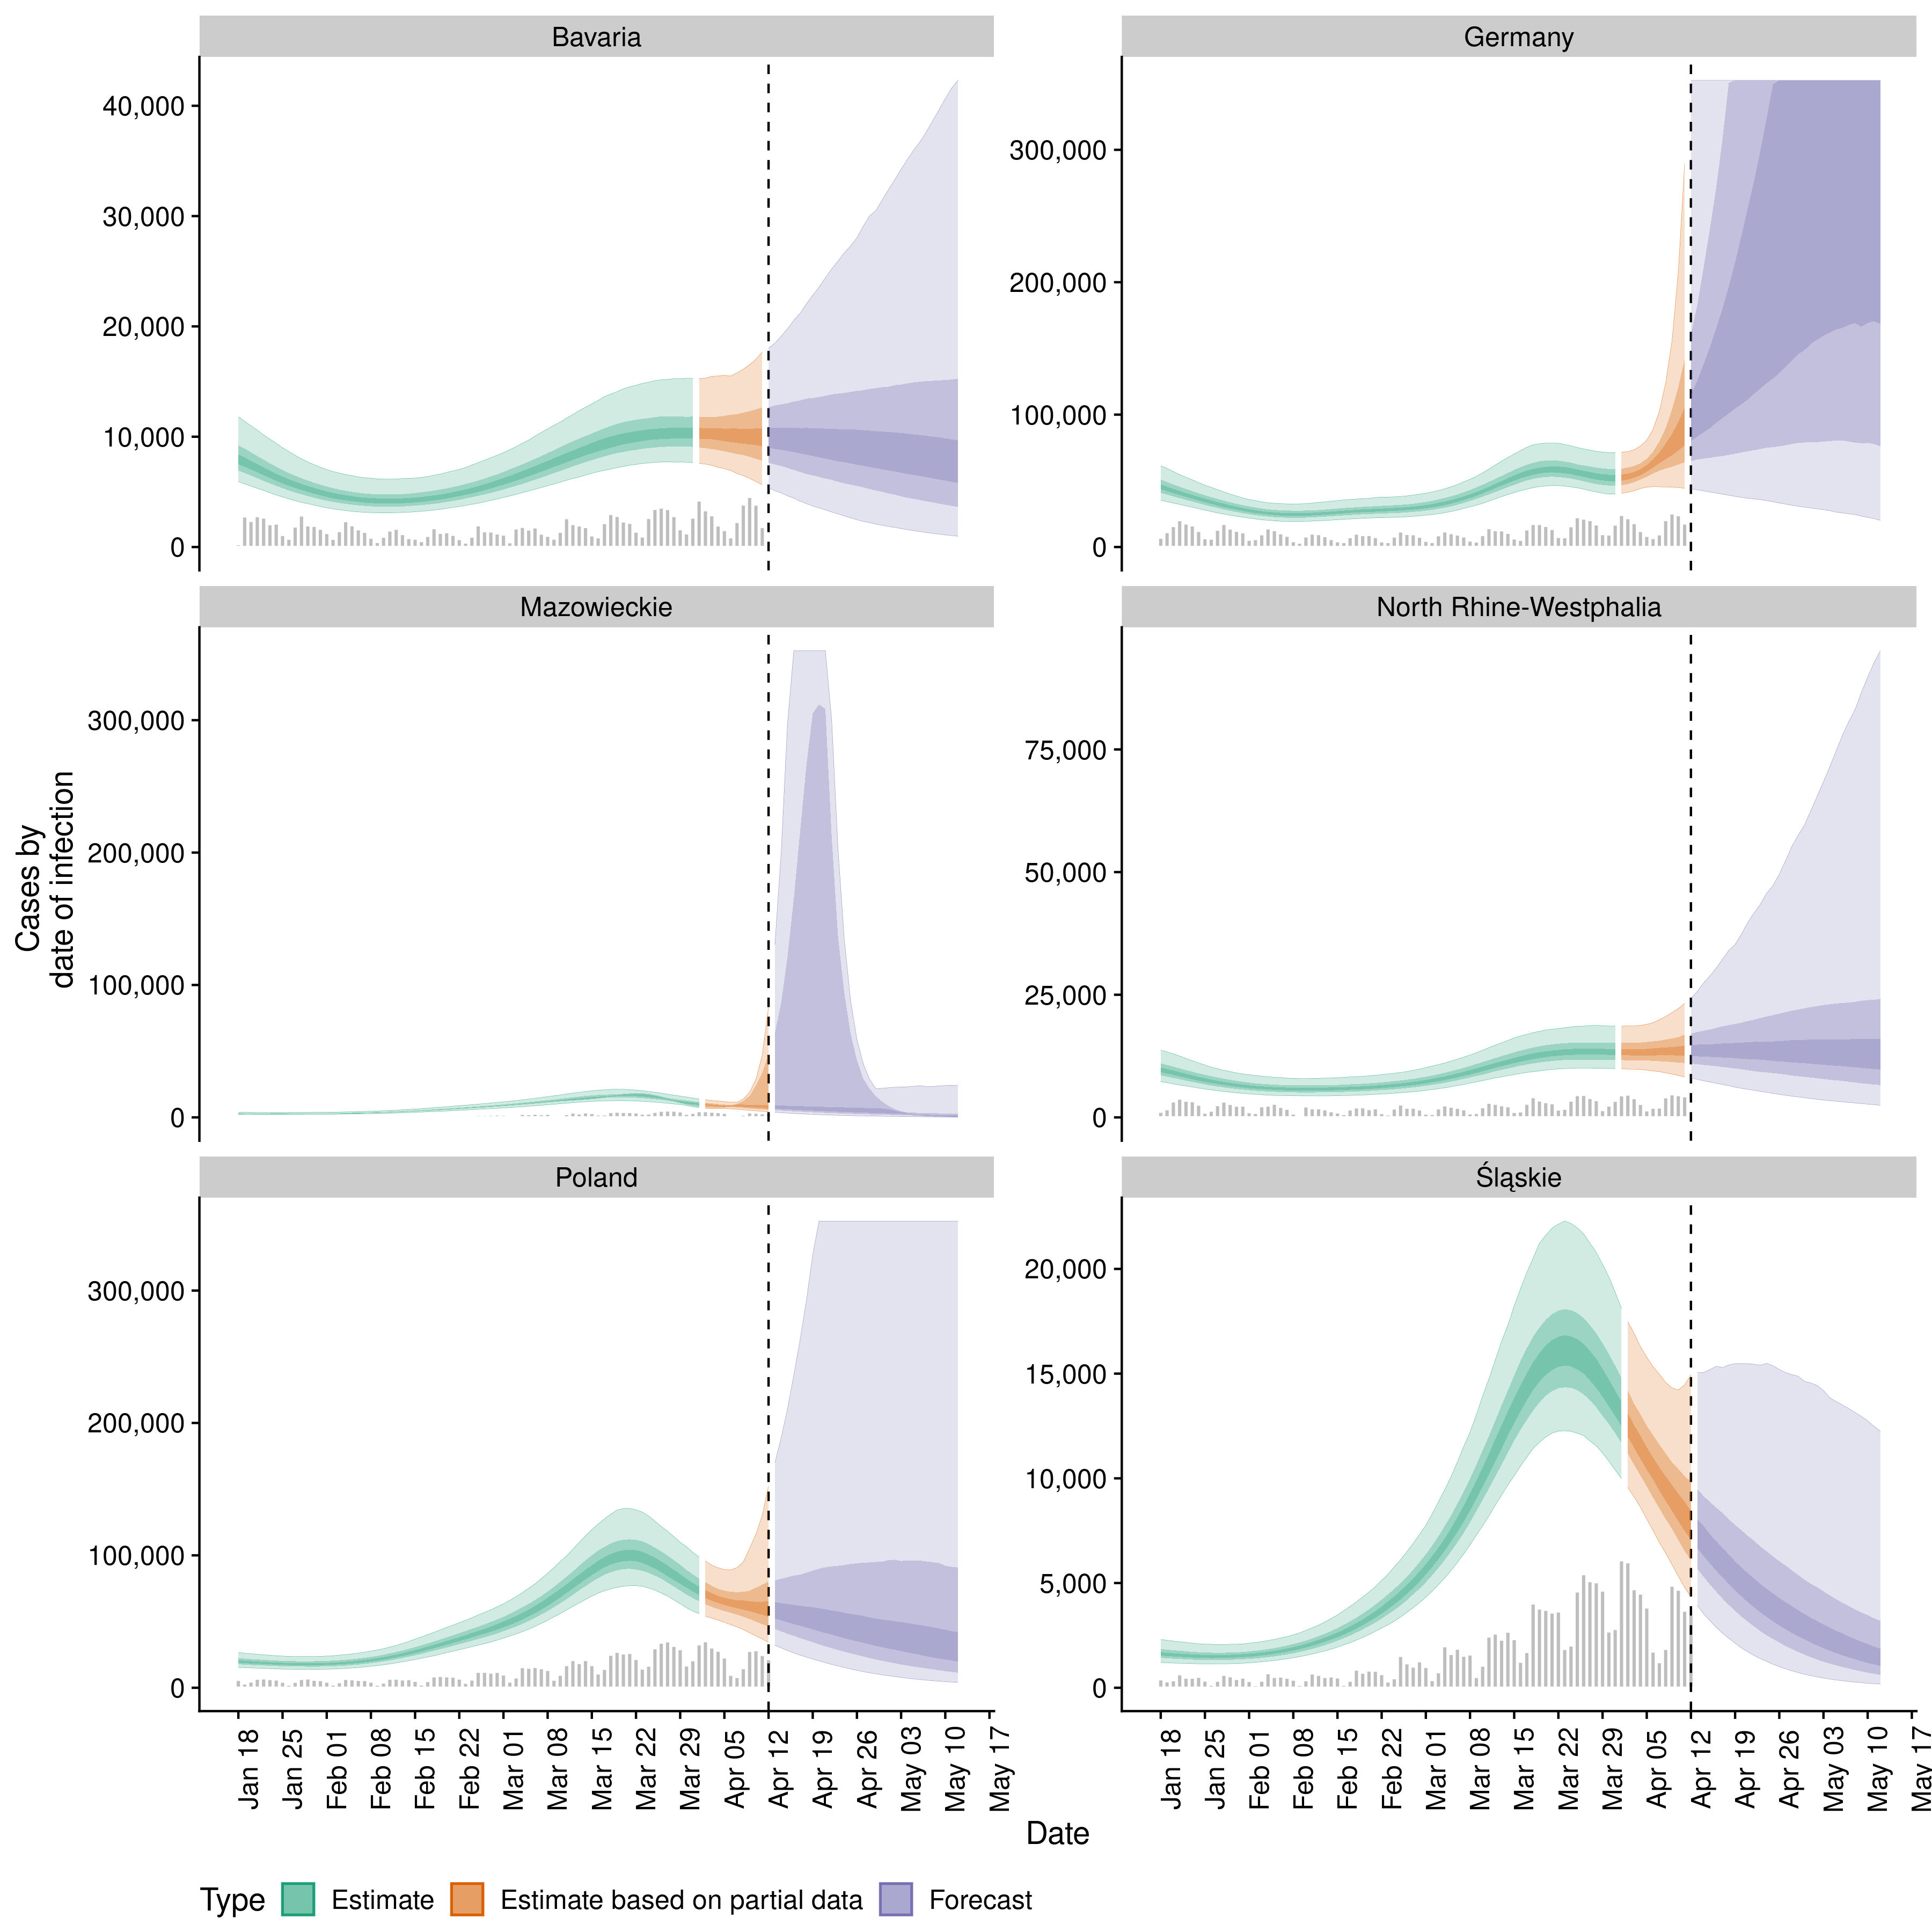 Bavaria
Germany
40,000
30,000
20,000
10,000
0
300,000
200,000
100,000
0
Mazowieckie
North Rhine-Westphalia
300,000
200,000
100,000
0
75,000
50,000
25,000
0
Cases by
date of infection
Poland
Śląskie
300,000
200,000
100,000
0
20,000
15,000
10,000
5,000
0
Jan 18
Jan 25
Feb 01
Feb 08
Feb 15
Feb 22
Mar 01
Mar 08
Mar 15
Mar 22
Mar 29
Apr 05
Apr 12
Apr 19
Apr 26
May 03
May 10
May 17
Jan 18
Jan 25
Feb 01
Feb 08
Feb 15
Feb 22
Mar 01
Mar 08
Mar 15
Mar 22
Mar 29
Apr 05
Apr 12
Apr 19
Apr 26
May 03
May 10
May 17
Date
Type Estimate Estimate based on partial data Forecast